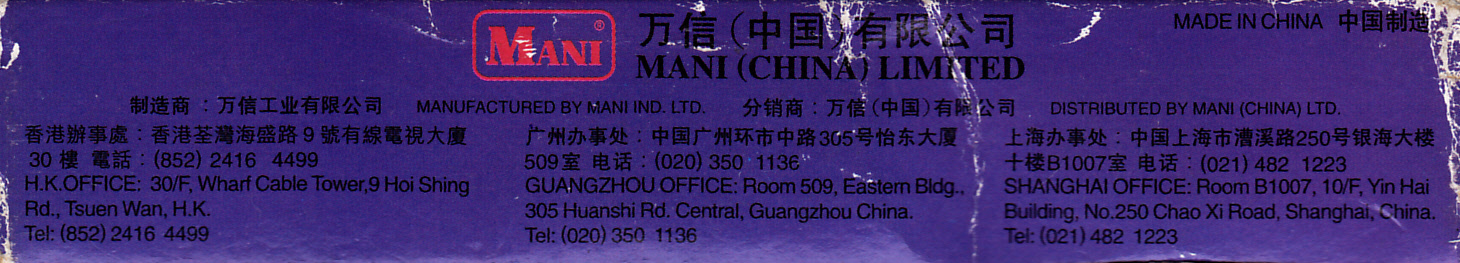 MANI®
万信(中国)有限公司
MANI (CHINA) LIMITED
MADE IN CHINA 中国制造
制造商:万信工业有限公司 MANUFACTURED BY MANI IND. LTD. 分销商:万信(中国)有限公司 DISTRIBUTED BY MANI (CHINA) LTD.
香港辦事處:香港荃灣海盛路9號有線電視大廈
30 樓 電話:(852) 2416 4499
H.K.OFFICE: 30/F, Wharf Cable Tower,9 Hoi Shing
Rd., Tsuen Wan, H.K.
Tel: (852) 2416 4499
广州办事处:中国广州环市中路305号怡东大厦
509室 电话:(020) 350 1136
GUANGZHOU OFFICE: Room 509, Eastern Bldg.,
305 Huanshi Rd. Central, Guangzhou China.
Tel: (020) 350 1136
上海办事处:中国上海市漕溪路250号银海大楼
十楼B1007室 电话:(021) 482 1223
SHANGHAI OFFICE: Room B1007, 10/F, Yin Hai
Building, No.250 Chao Xi Road, Shanghai, China.
Tel: (021) 482 1223